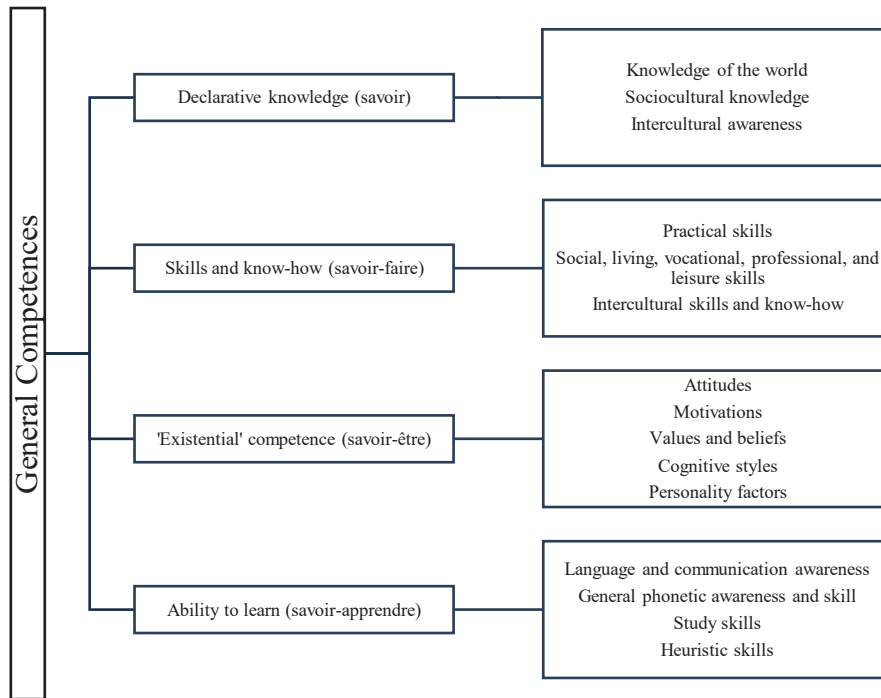 General Competences
Declarative knowledge (savoir)
Knowledge of the world
Sociocultural knowledge
Intercultural awareness
Skills and know-how (savoir-faire)
Practical skills
Social, living, vocational, professional, and
leisure skills
Intercultural skills and know-how
'Existential' competence (savoir-être)
Attitudes
Motivations
Values and beliefs
Cognitive styles
Personality factors
Ability to learn (savoir-apprendre)
Language and communication awareness
General phonetic awareness and skill
Study skills
Heuristic skills